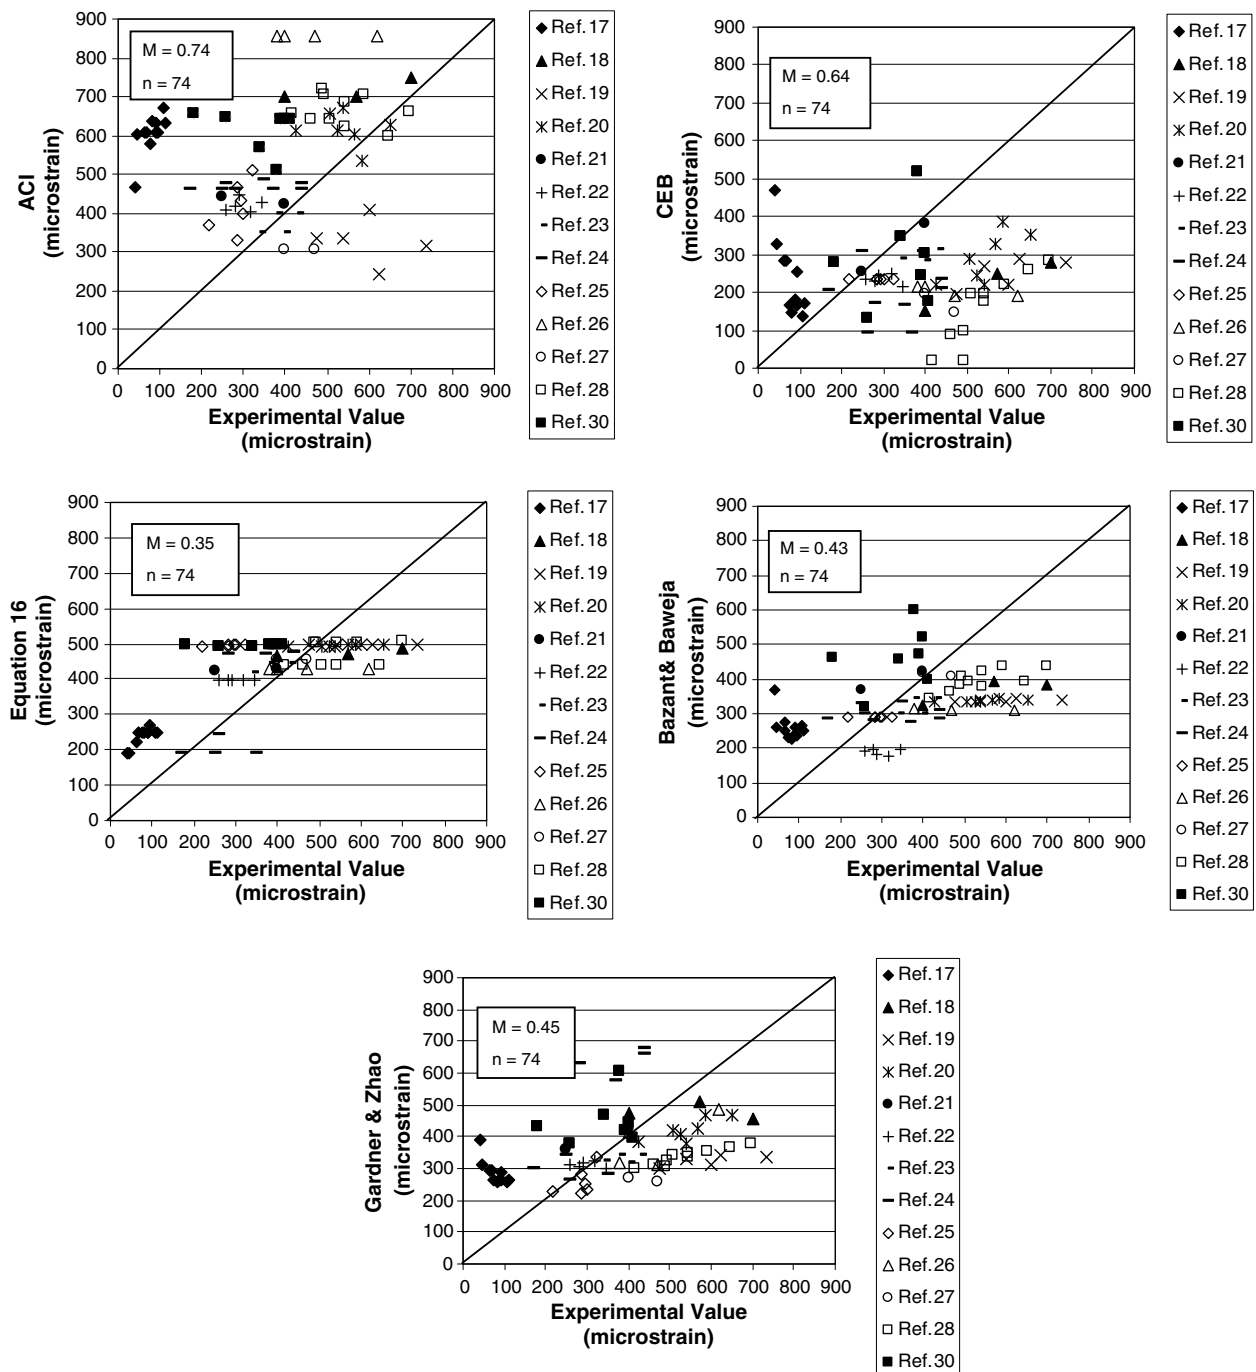 900
800
700
600
500
400
300
200
100
0
ACI
(microstrain)
M = 0.74
n = 74
0 100 200 300 400 500 600 700 800 900
Experimental Value
(microstrain)
Ref.17
Ref.18
Ref.19
Ref.20
Ref.21
Ref.22
Ref.23
Ref.24
Ref.25
Ref.26
Ref.27
Ref.28
Ref.30
900
800
700
600
500
400
300
200
100
0
CEB
(microstrain)
M = 0.64
n = 74
0 100 200 300 400 500 600 700 800 900
Experimental Value
(microstrain)
Ref.17
Ref.18
Ref.19
Ref.20
Ref.21
Ref.22
Ref.23
Ref.24
Ref.25
Ref.26
Ref.27
Ref.28
Ref.30
900
800
700
600
500
400
300
200
100
0
Equation 16
(microstrain)
M = 0.35
n = 74
0 100 200 300 400 500 600 700 800 900
Experimental Value
(microstrain)
Ref.17
Ref.18
Ref.19
Ref.20
Ref.21
Ref.22
Ref.23
Ref.24
Ref.25
Ref.26
Ref.27
Ref.28
Ref.30
900
800
700
600
500
400
300
200
100
0
Bazant& Baweja
(microstrain)
M = 0.43
n = 74
0 100 200 300 400 500 600 700 800 900
Experimental Value
(microstrain)
Ref.17
Ref.18
Ref.19
Ref.20
Ref.21
Ref.22
Ref.23
Ref.24
Ref.25
Ref.26
Ref.27
Ref.28
Ref.30
900
800
700
600
500
400
300
200
100
0
Gardner & Zhao
(microstrain)
M = 0.45
n = 74
0 100 200 300 400 500 600 700 800 900
Experimental Value
(microstrain)
Ref.17
Ref.18
Ref.19
Ref.20
Ref.21
Ref.22
Ref.23
Ref.24
Ref.25
Ref.26
Ref.27
Ref.28
Ref.30